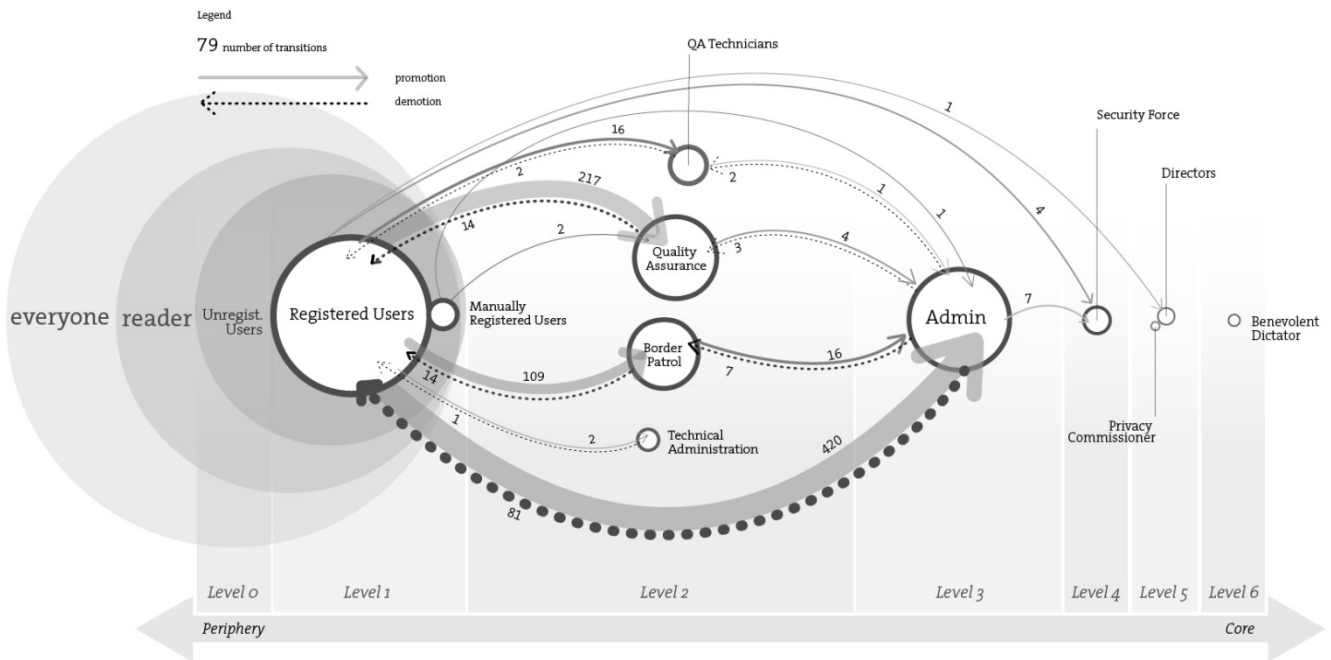 Legend
79 number of transitions
promotion
demotion
QA Technicians
Security Force
Directors
1
16
2
217
14
2
2
1
1
4
4
3
7
everyone
reader
Unregist.
Users
Registered Users
Manually
Registered Users
Quality
Assurance
Border
Patrol
Admin
Benevolent
Dictator
16
7
109
14
1
2
Technical
Administration
Privacy
Commissioner
420
81
Level 0
Level 1
Level 2
Level 3
Level 4
Level 5
Level 6
Periphery
Core